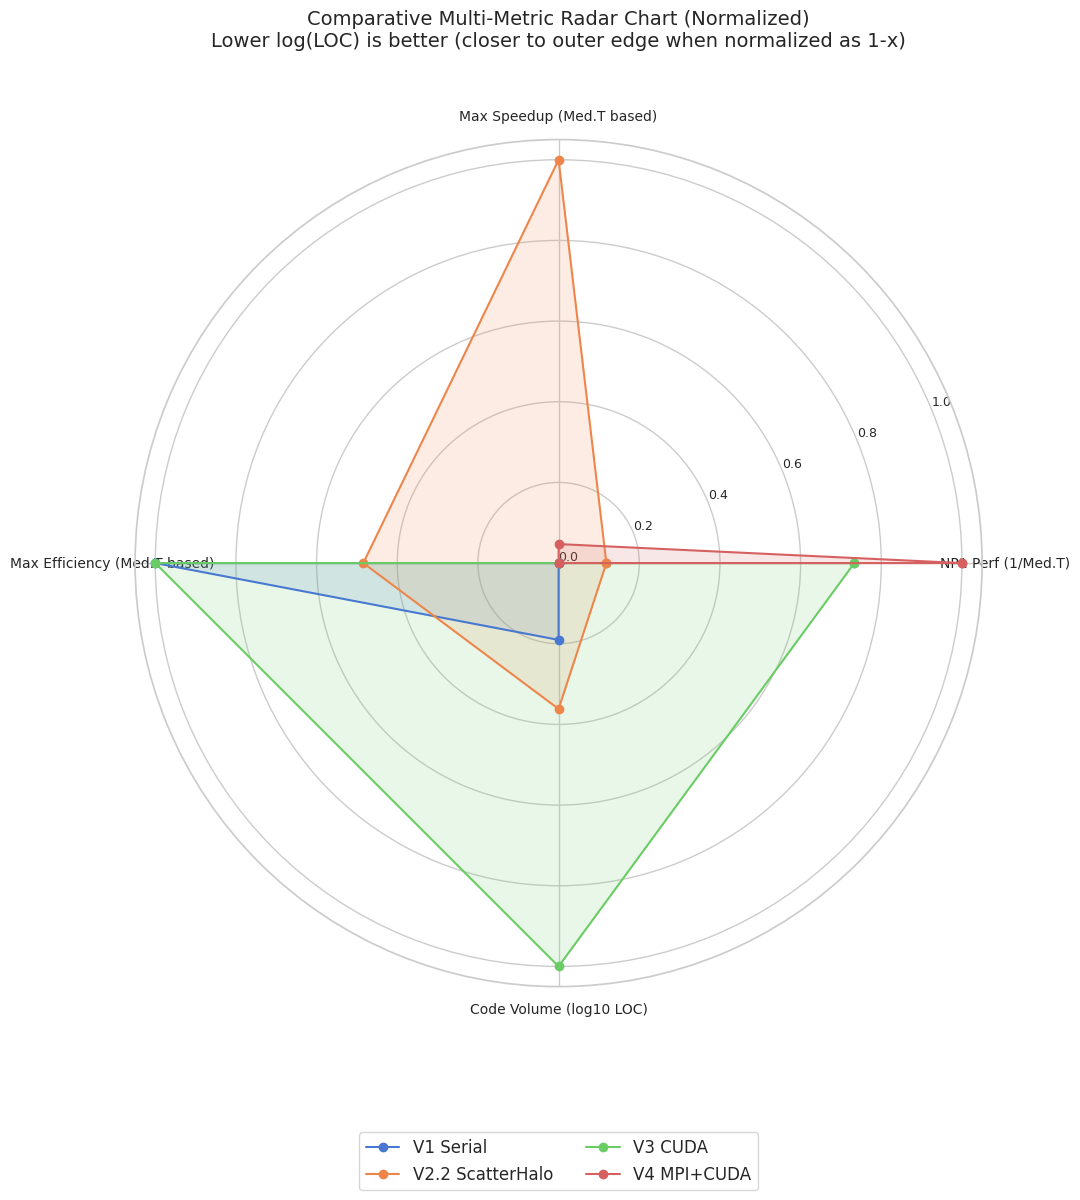 Comparative Multi-Metric Radar Chart (Normalized)
Lower log(LOC) is better (closer to outer edge when normalized as 1-x)
Max Speedup (Med.T based)
1.0
0.8
0.6
0.4
0.2
0.0
Max Efficiency (Med.T based)
Perf (1/Med.T)
Code Volume (log10 LOC)
V1 Serial
V3 CUDA
V2.2 ScatterHalo
V4 MPI+CUDA